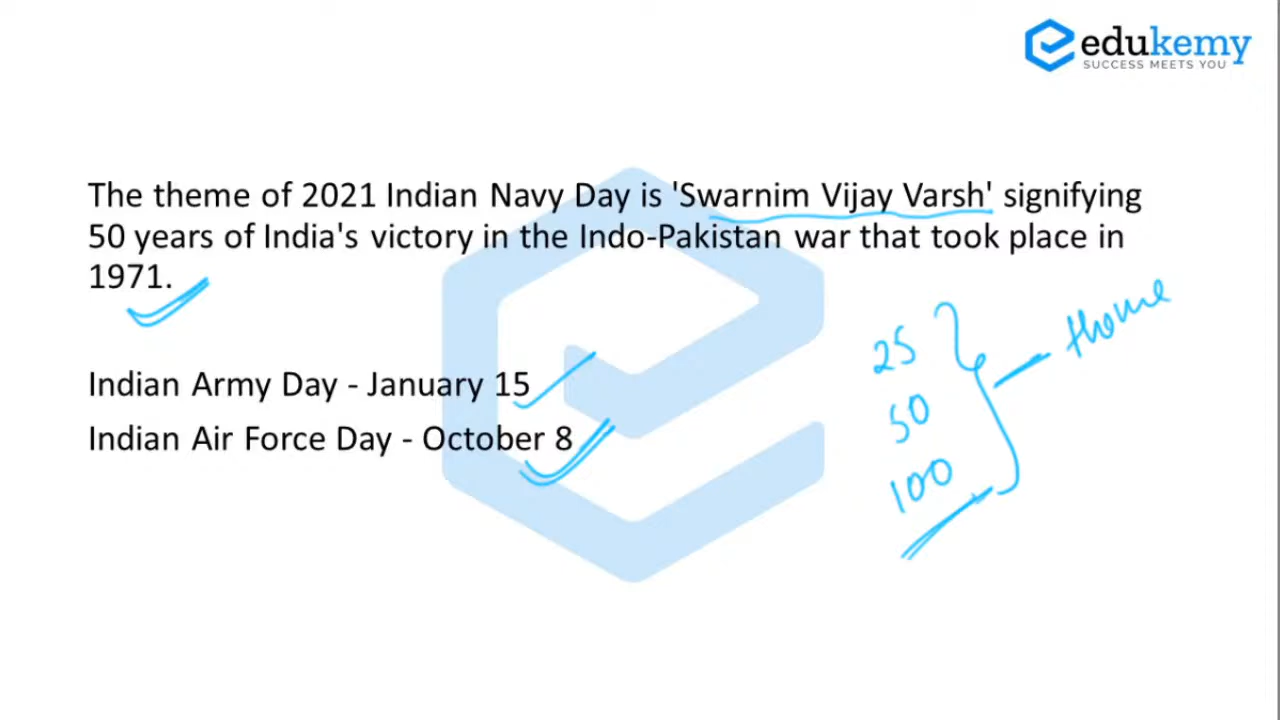 edukemy
SUCCESS MEETS YOU
The theme of 2021 Indian Navy Day is 'Swarnim Vijay Varsh' signifying
50 years of India's victory in the Indo-Pakistan war that took place in
1971.
25
50
100
theme
Indian Army Day - January 15
Indian Air Force Day - October 8